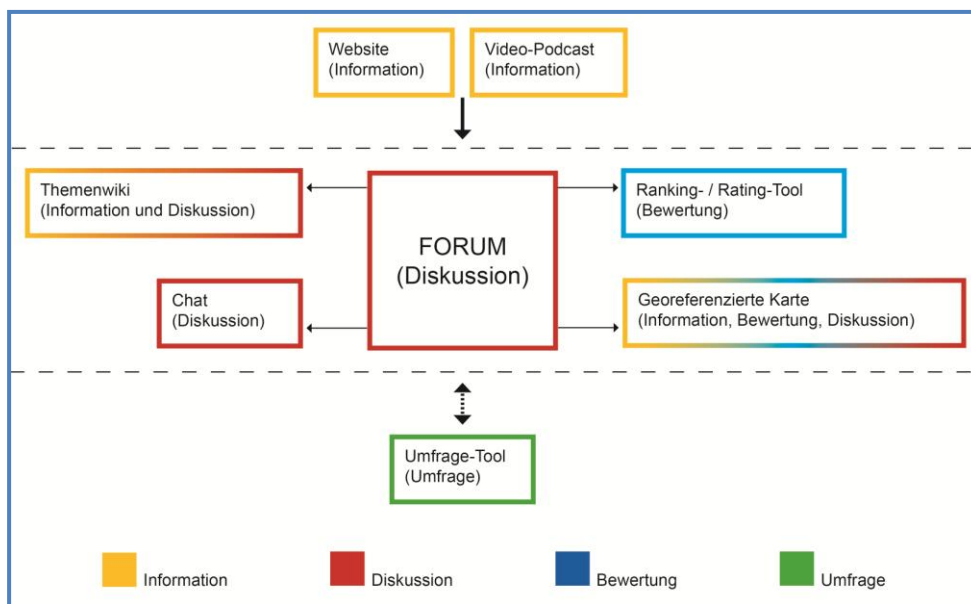 Website
(Information)
Video-Podcast
(Information)
Themenwiki
(Information und Diskussion)
FORUM
(Diskussion)
Ranking- / Rating-Tool
(Bewertung)
Chat
(Diskussion)
Georeferenzierte Karte
(Information, Bewertung, Diskussion)
Umfrage-Tool
(Umfrage)
Information
Diskussion
Bewertung
Umfrage